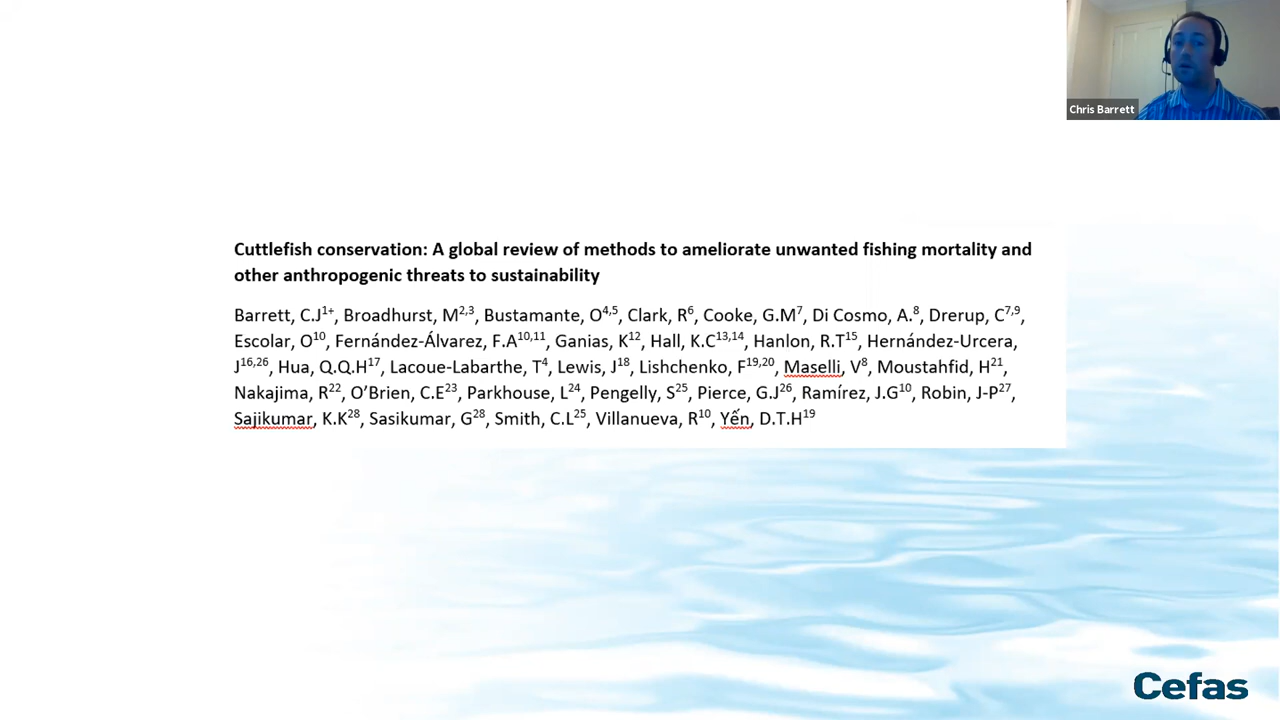 Chris Barrett
Cuttlefish conservation: A global review of methods to ameliorate unwanted fishing mortality and
other anthropogenic threats to sustainability
Barrett, C.J¹⁺, Broadhurst, M²,³, Bustamante, O⁴,⁵, Clark, R⁶, Cooke, G.M⁷, Di Cosmo, A.⁸, Drerup, C⁷,⁹,
Escolar, O¹⁰, Fernández-Álvarez, F.A¹⁰,¹¹, Ganias, K¹², Hall, K.C¹³,¹⁴, Hanlon, R.T¹⁵, Hernández-Urcera,
J¹⁶,²⁶, Hua, Q.Q.H¹⁷, Lacoue-Labarthe, T⁴, Lewis, J¹⁸, Lishchenko, F¹⁹,²⁰, Maselli, V⁸, Moustahfid, H²¹,
Nakajima, R²², O’Brien, C.E²³, Parkhouse, L²⁴, Pengelly, S²⁵, Pierce, G.J²⁶, Ramírez, J.G¹⁰, Robin, J-P²⁷,
Sajikumar, K.K²⁸, Sasikumar, G²⁸, Smith, C.L²⁵, Villanueva, R¹⁰, Yến, D.T.H¹⁹
Cefas